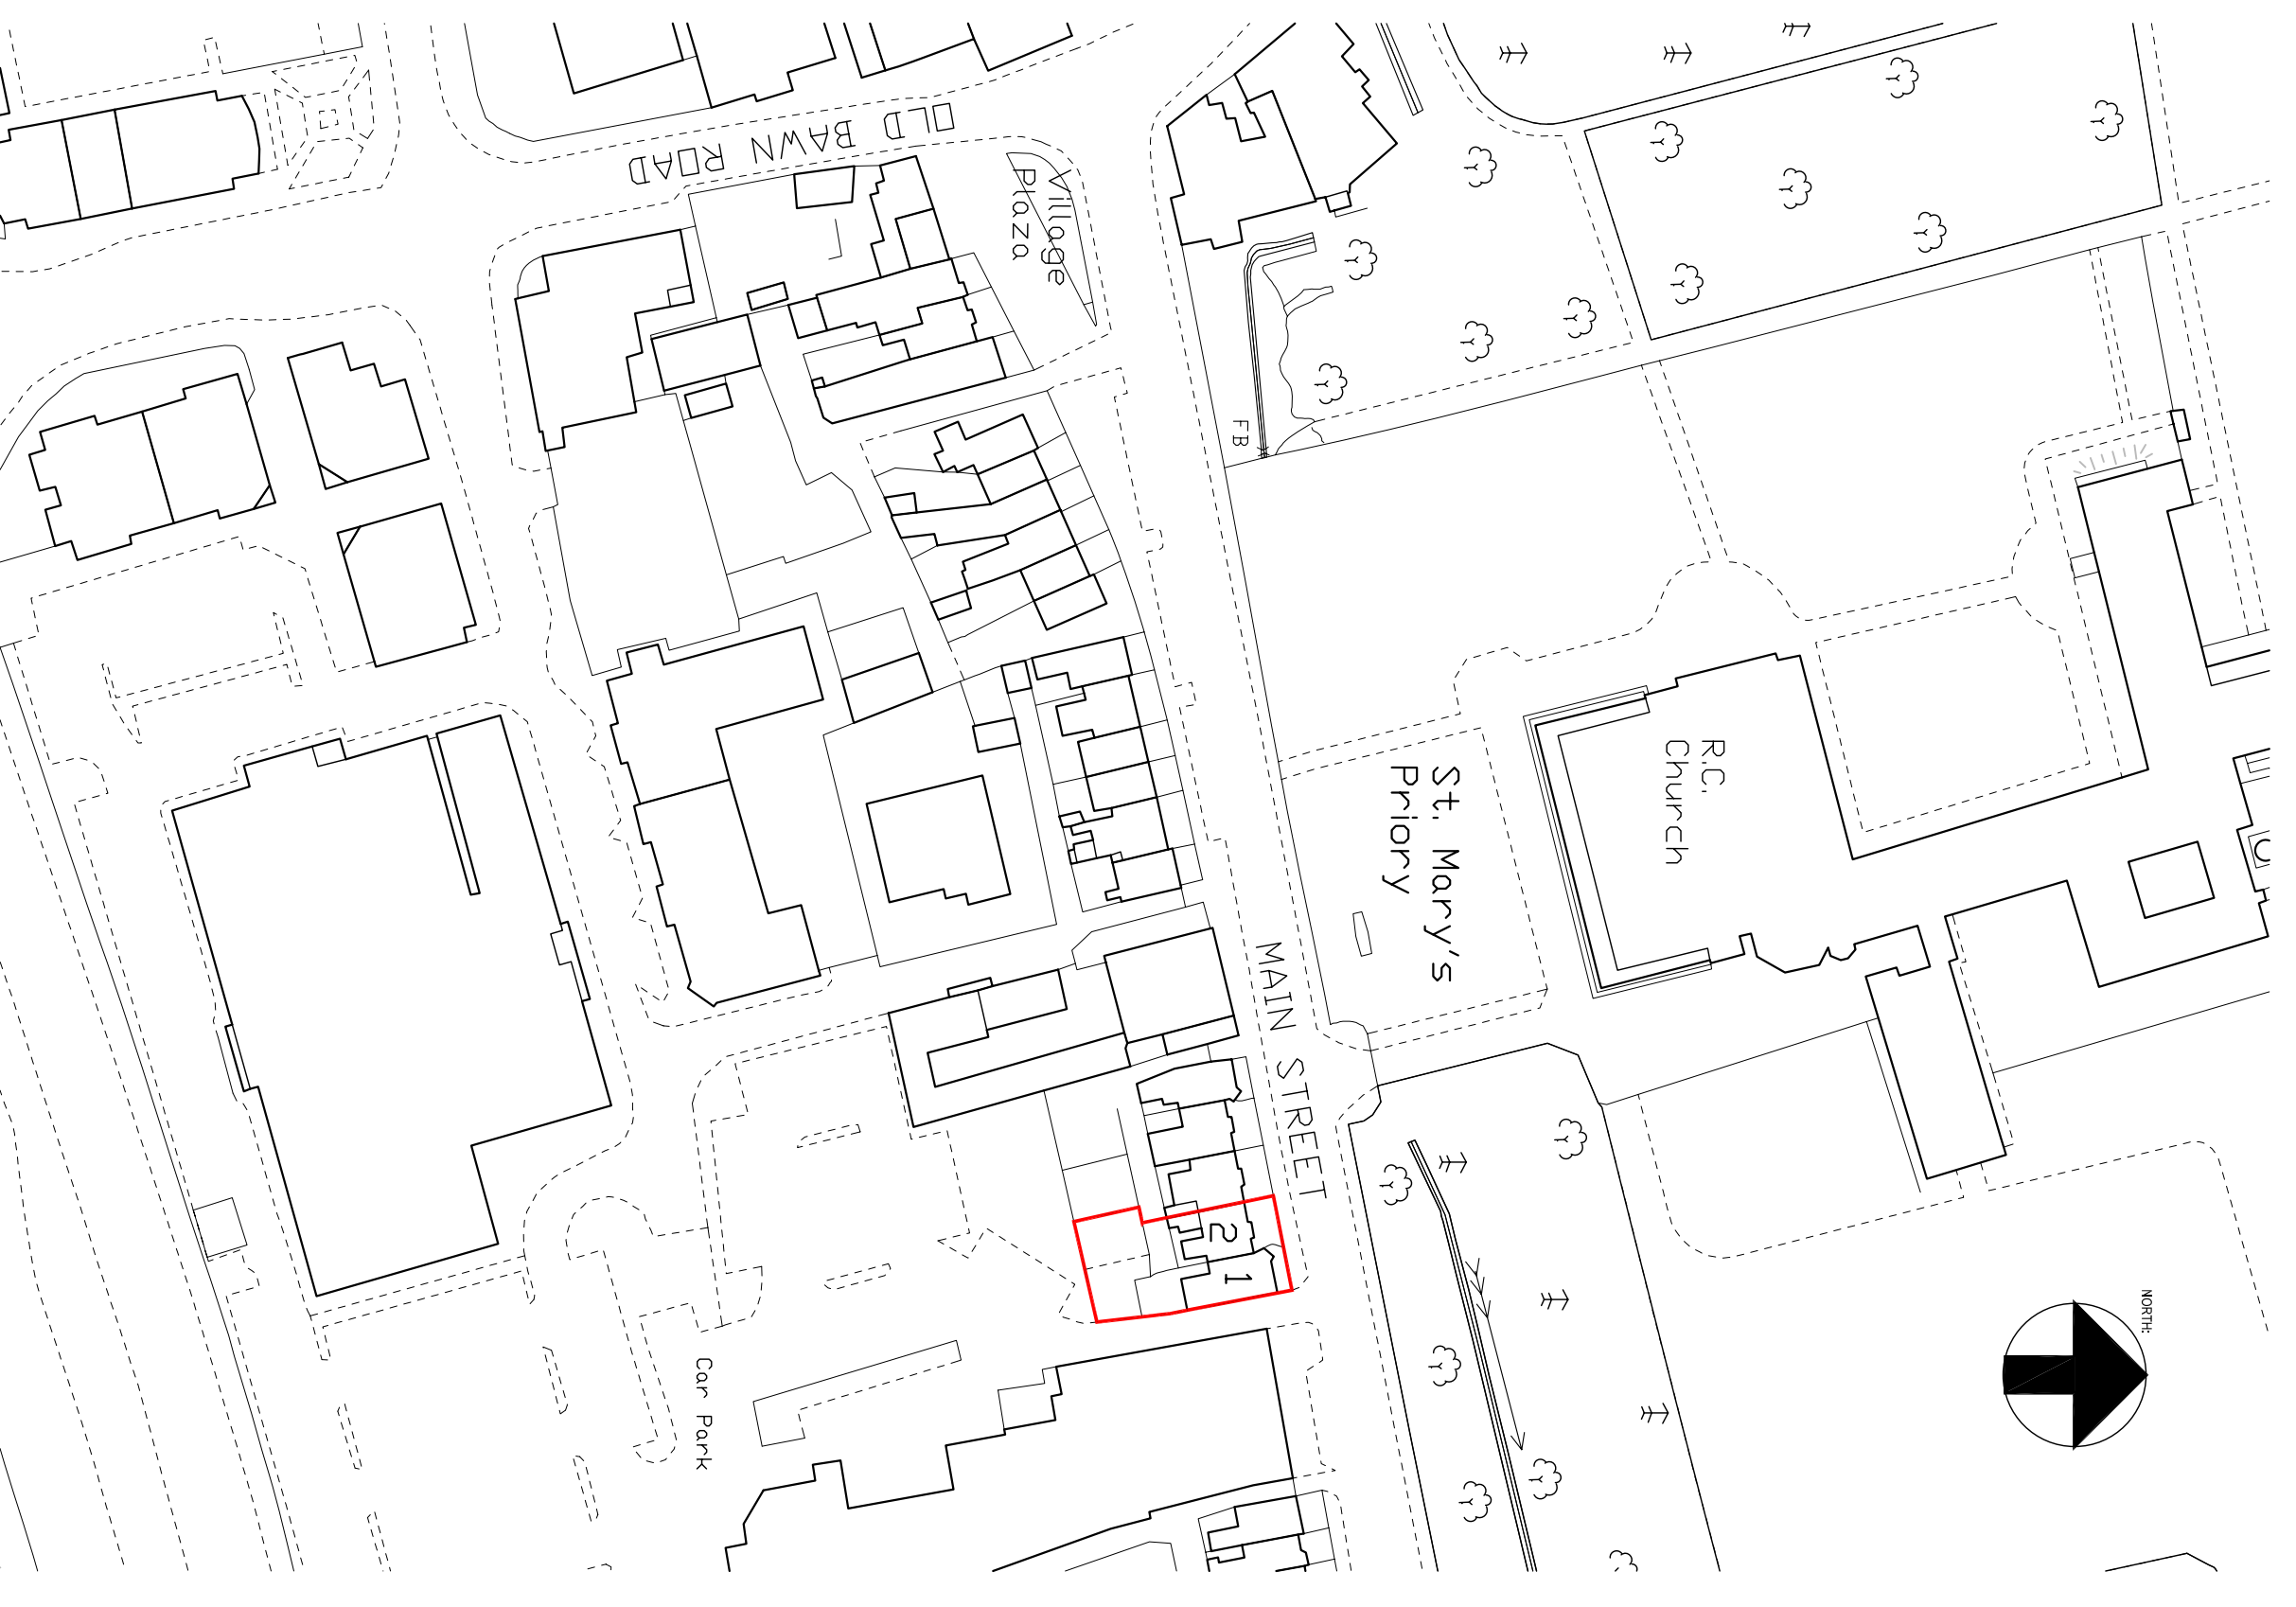 OLD BAWN ROAD
Village
Plaza
FB
R.C.
Church
St. Mary's
Priory
MAIN STREET
2
1
Car Park
NORTH: